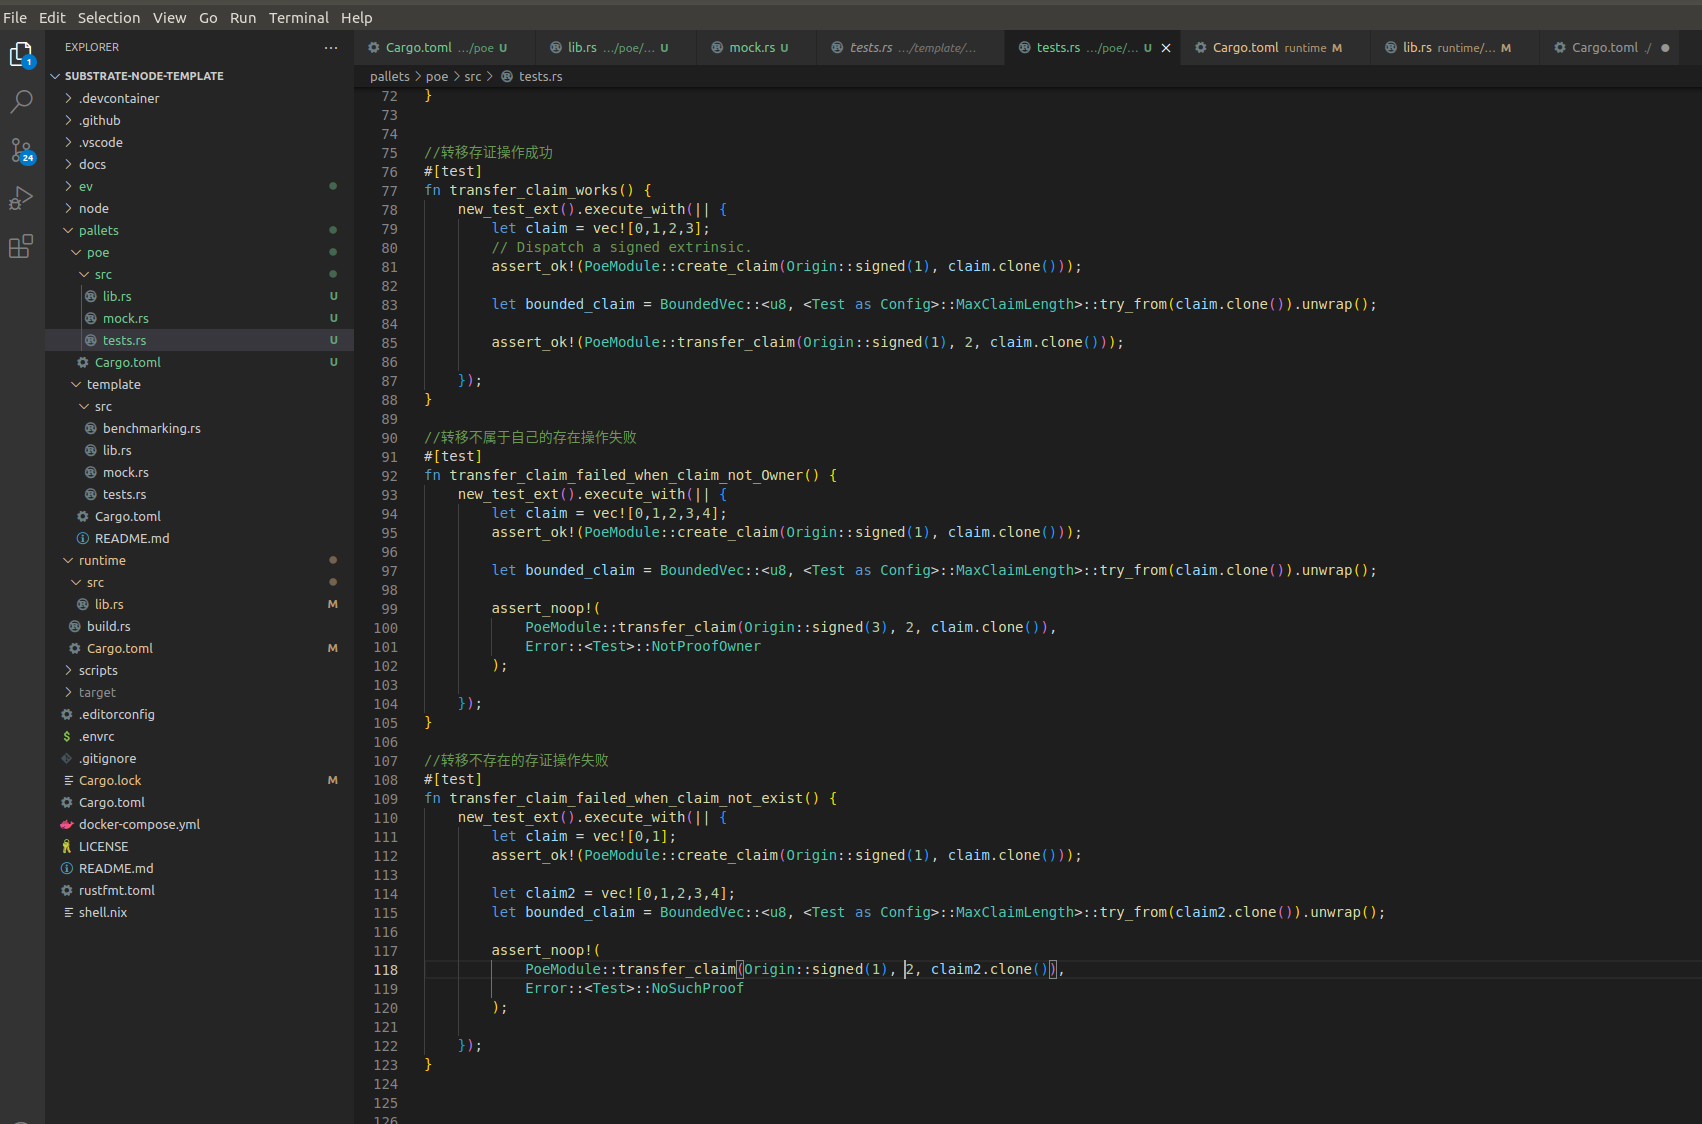 File Edit Selection View Go Run Terminal Help
EXPLORER ...
Cargo.toml .../poe U lib.rs .../poe/... U mock.rs U tests.rs .../template/... tests.rs .../poe/... U Cargo.toml runtime M lib.rs runtime/... M Cargo.toml ./
1
24
SUBSTRATE-NODE-TEMPLATE
.devcontainer
.github
.vscode
docs
ev
node
pallets
poe
src
lib.rs U
mock.rs U
tests.rs U
Cargo.toml U
template
src
benchmarking.rs
lib.rs
mock.rs
tests.rs
Cargo.toml
README.md
runtime
src
lib.rs M
build.rs
Cargo.toml M
scripts
target
.editorconfig
.envrc
.gitignore
Cargo.lock M
Cargo.toml
docker-compose.yml
LICENSE
README.md
rustfmt.toml
shell.nix
pallets > poe > src > tests.rs
72 }
73
74
75 //转移存证操作成功
76 #[test]
77 fn transfer_claim_works() {
78 new_test_ext().execute_with(|| {
79 let claim = vec![0,1,2,3];
80 // Dispatch a signed extrinsic.
81 assert_ok!(PoeModule::create_claim(Origin::signed(1), claim.clone()));
82
83 let bounded_claim = BoundedVec::<u8, <Test as Config>::MaxClaimLength>::try_from(claim.clone()).unwrap();
84
85 assert_ok!(PoeModule::transfer_claim(Origin::signed(1), 2, claim.clone()));
86
87 });
88 }
89
90 //转移不属于自己的存在操作失败
91 #[test]
92 fn transfer_claim_failed_when_claim_not_Owner() {
93 new_test_ext().execute_with(|| {
94 let claim = vec![0,1,2,3,4];
95 assert_ok!(PoeModule::create_claim(Origin::signed(1), claim.clone()));
96
97 let bounded_claim = BoundedVec::<u8, <Test as Config>::MaxClaimLength>::try_from(claim.clone()).unwrap();
98
99 assert_noop!(
100 PoeModule::transfer_claim(Origin::signed(3), 2, claim.clone()),
101 Error::<Test>::NotProofOwner
102 );
103
104 });
105 }
106
107 //转移不存在的存证操作失败
108 #[test]
109 fn transfer_claim_failed_when_claim_not_exist() {
110 new_test_ext().execute_with(|| {
111 let claim = vec![0,1];
112 assert_ok!(PoeModule::create_claim(Origin::signed(1), claim.clone()));
113
114 let claim2 = vec![0,1,2,3,4];
115 let bounded_claim = BoundedVec::<u8, <Test as Config>::MaxClaimLength>::try_from(claim2.clone()).unwrap();
116
117 assert_noop!(
118 PoeModule::transfer_claim(Origin::signed(1), 2, claim2.clone()),
119 Error::<Test>::NoSuchProof
120 );
121
122 });
123 }
124
125
126